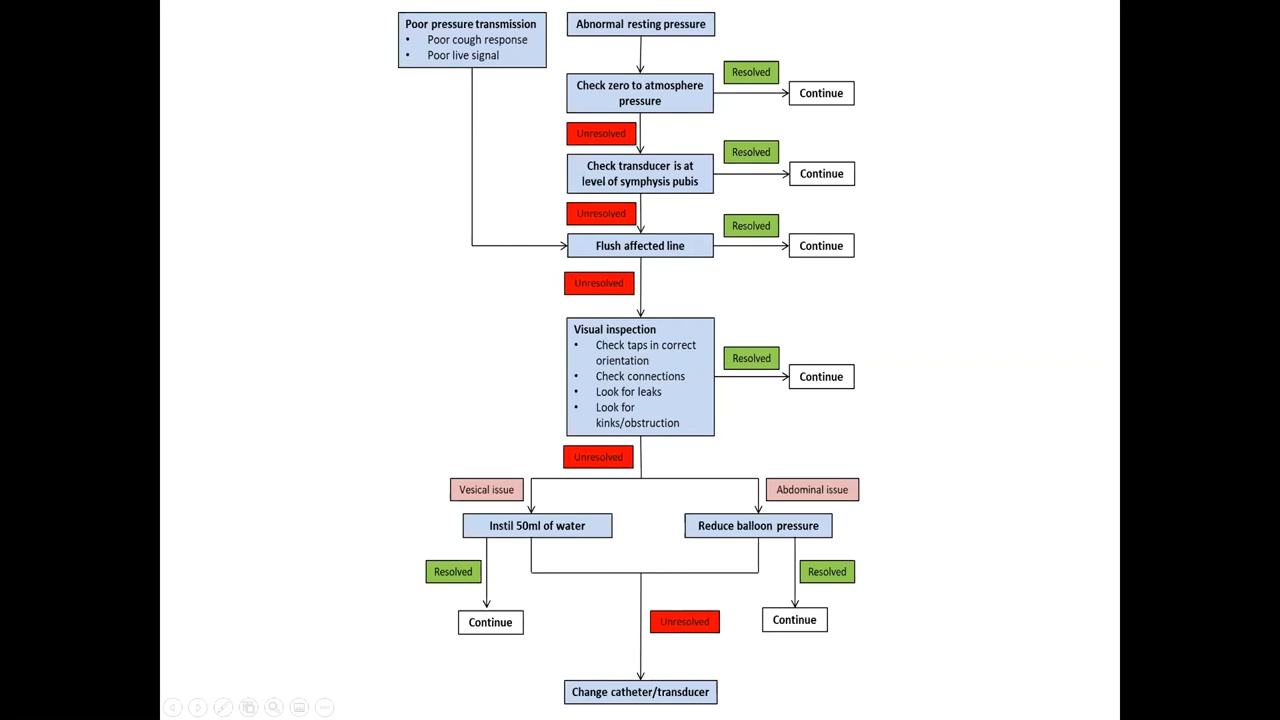 Poor pressure transmission
• Poor cough response
• Poor live signal
Abnormal resting pressure
Check zero to atmosphere
pressure
Resolved
Continue
Unresolved
Check transducer is at
level of symphysis pubis
Resolved
Continue
Unresolved
Flush affected line
Resolved
Continue
Unresolved
Visual inspection
• Check taps in correct
orientation
• Check connections
• Look for leaks
• Look for
kinks/obstruction
Resolved
Continue
Unresolved
Vesical issue
Abdominal issue
Instil 50ml of water
Reduce balloon pressure
Resolved
Resolved
Continue
Unresolved
Continue
Change catheter/transducer